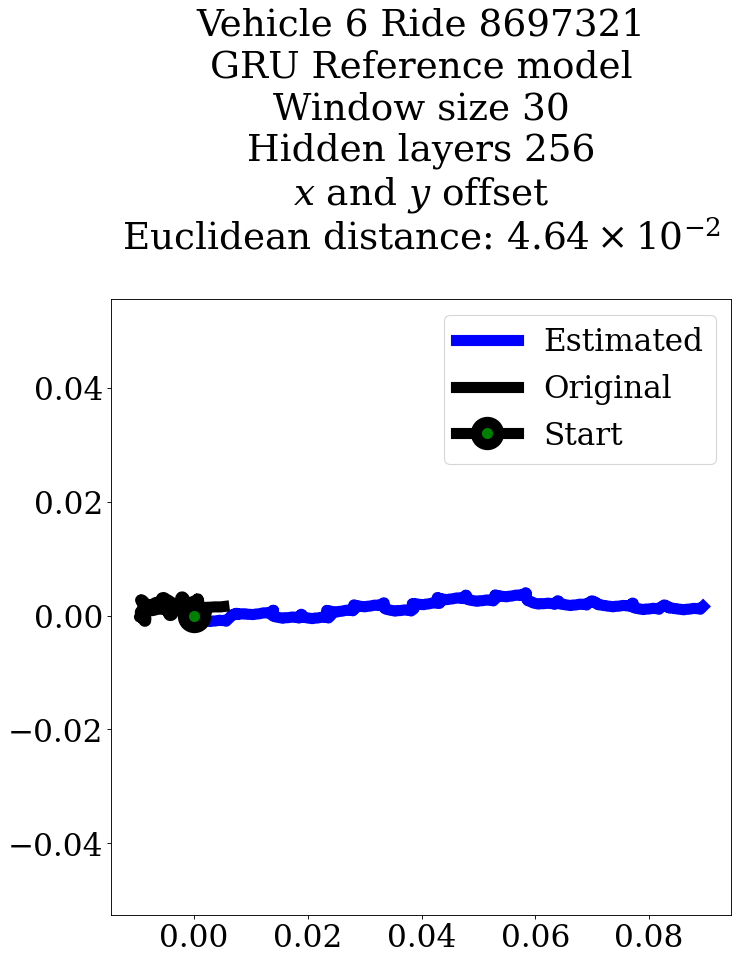 Vehicle 6 Ride 8697321
GRU Reference model
Window size 30
Hidden layers 256
x and y offset
Euclidean distance: 4.64 × 10⁻²
Estimated
Original
Start
0.04
0.02
0.00
−0.02
−0.04
0.00 0.02 0.04 0.06 0.08